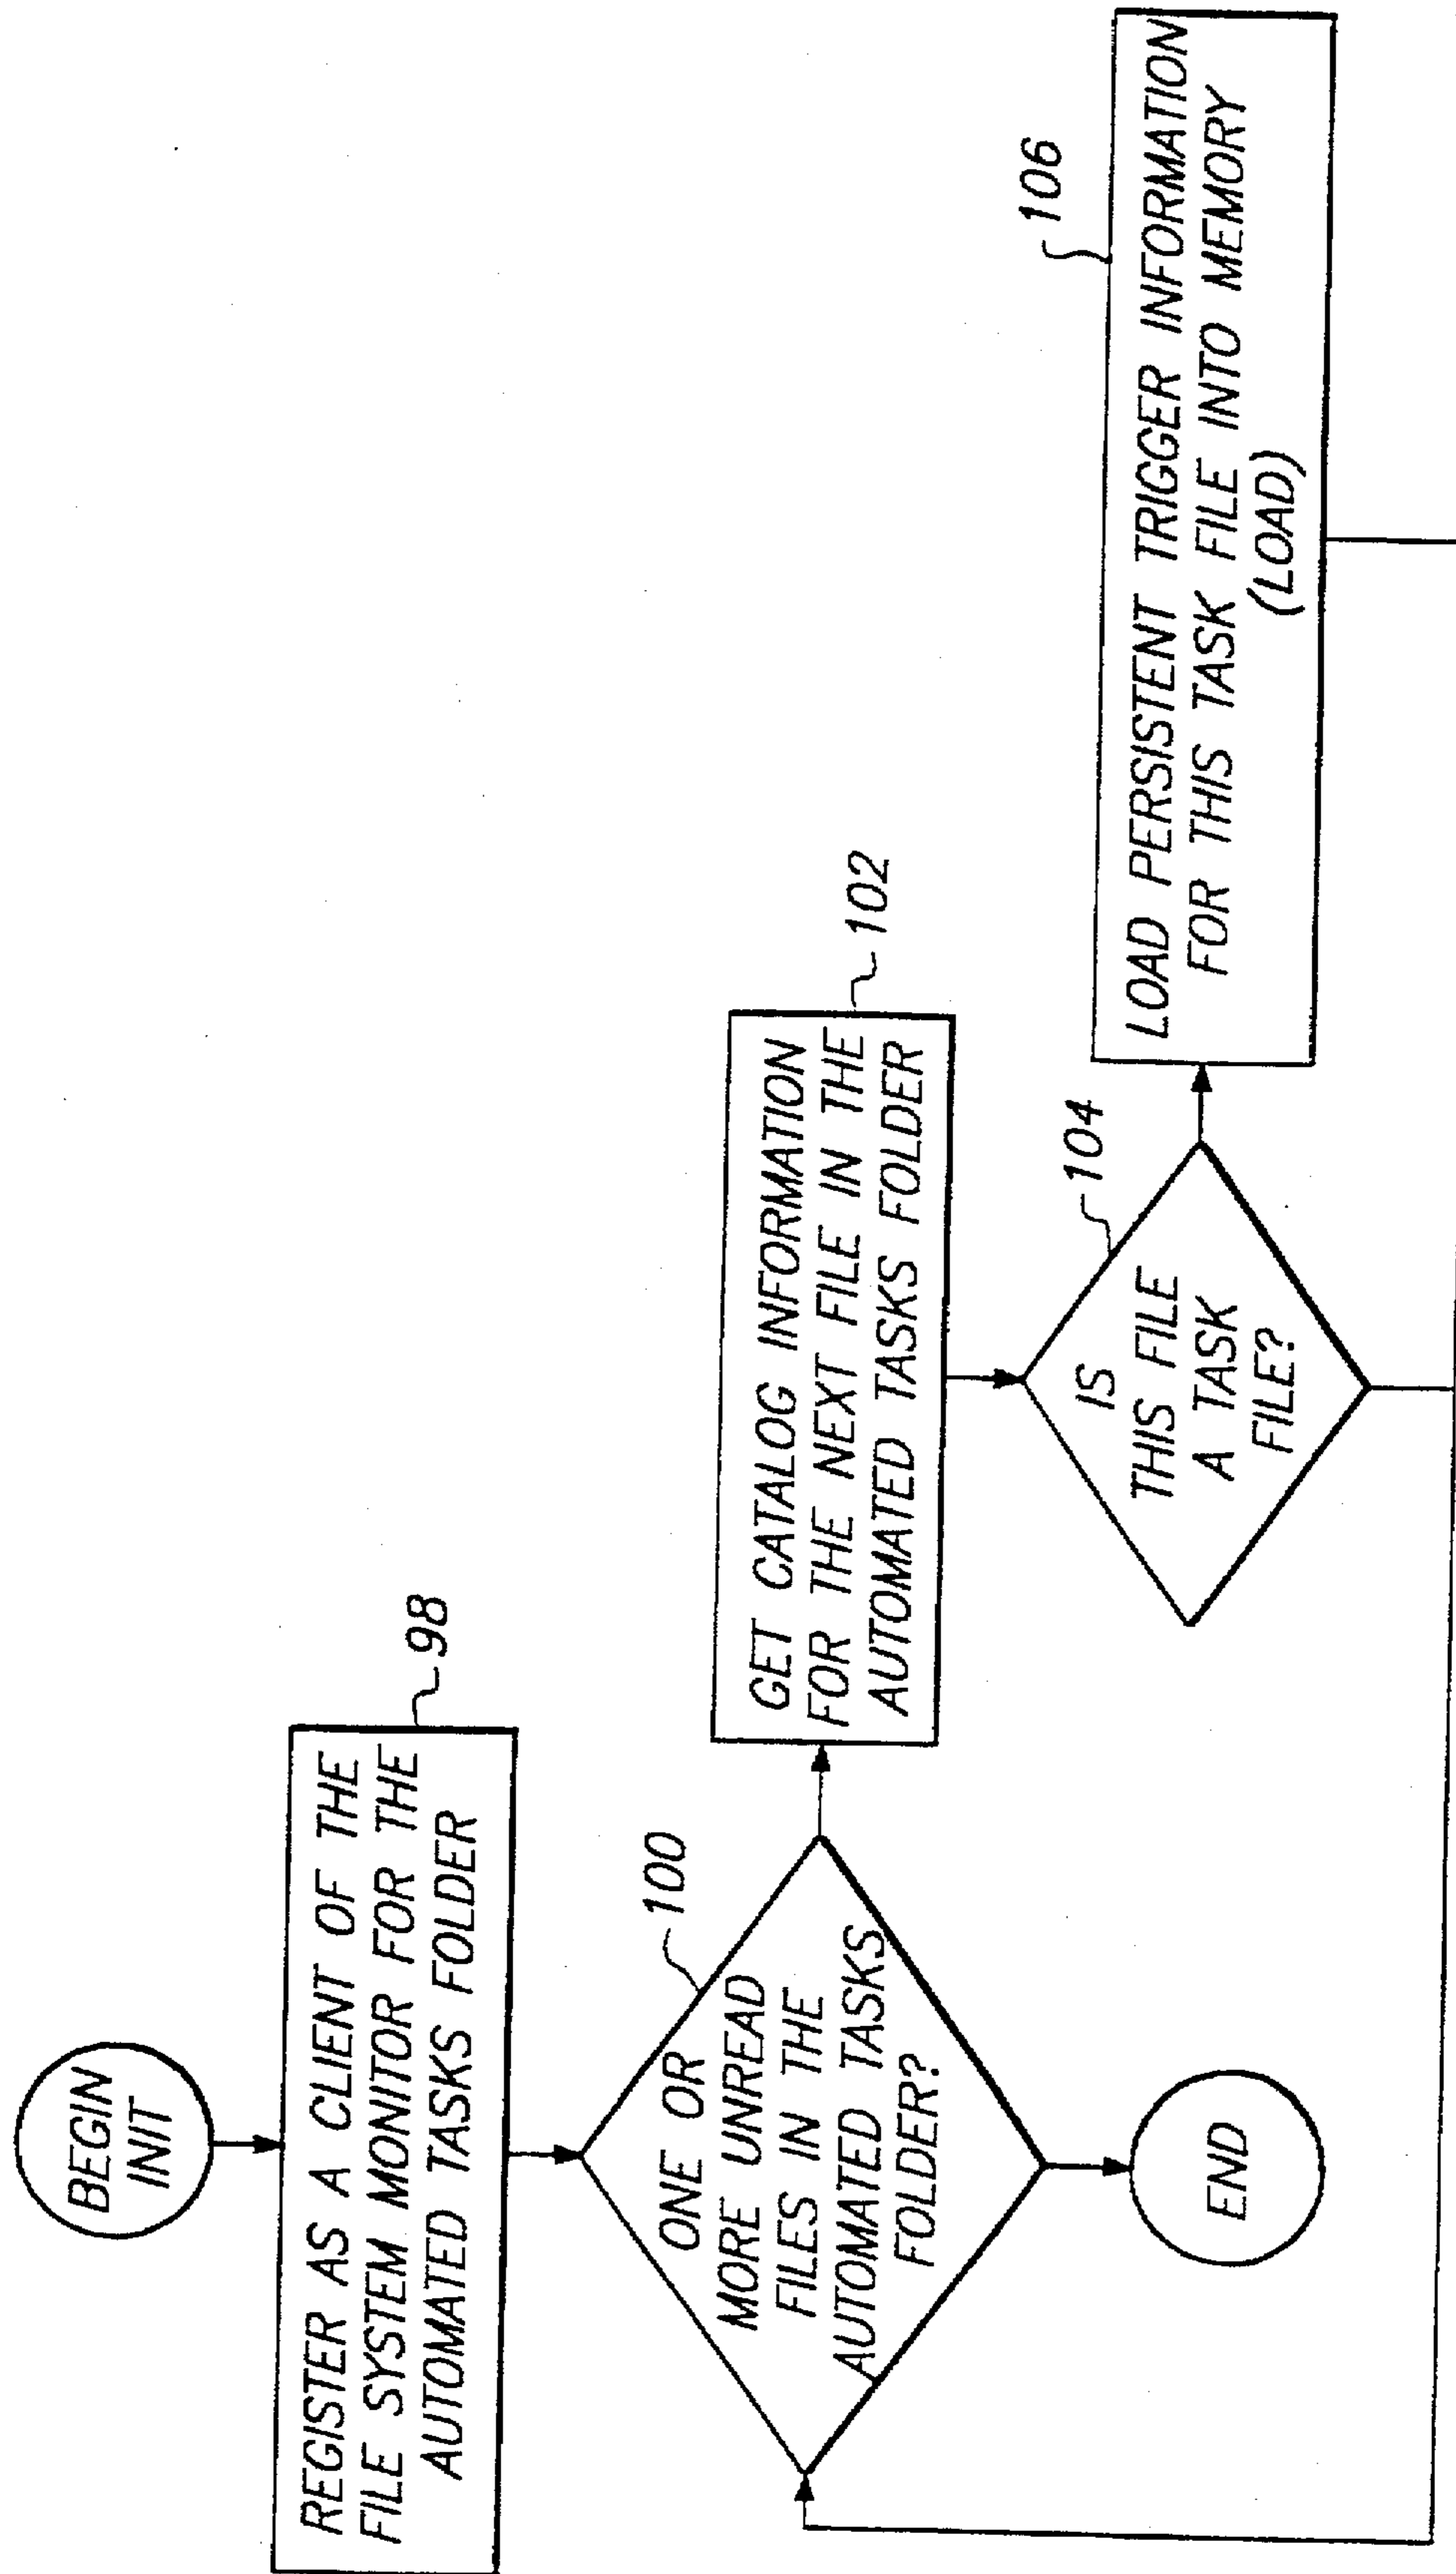 BEGIN
INIT
REGISTER AS A CLIENT OF THE
FILE SYSTEM MONITOR FOR THE
AUTOMATED TASKS FOLDER
98
ONE OR
MORE UNREAD
FILES IN THE
AUTOMATED TASKS
FOLDER?
100
GET CATALOG INFORMATION
FOR THE NEXT FILE IN THE
AUTOMATED TASKS FOLDER
102
IS
THIS FILE
A TASK
FILE?
104
LOAD PERSISTENT TRIGGER INFORMATION
FOR THIS TASK FILE INTO MEMORY
(LOAD)
106
END